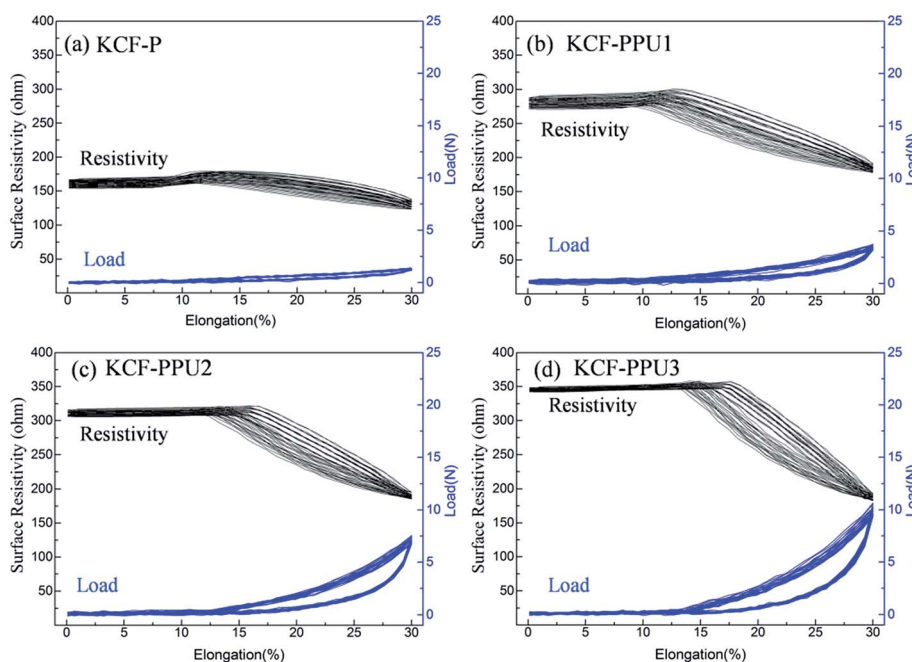 (a) KCF-P
Surface Resistivity (ohm)
400
350
300
250
200
150
100
50
Resistivity
Load
25
20
15
10
5
0
Load(N)
0 5 10 15 20 25 30
Elongation(%)
(b) KCF-PPU1
Surface Resistivity (ohm)
400
350
300
250
200
150
100
50
Resistivity
Load
25
20
15
10
5
0
Load(N)
0 5 10 15 20 25 30
Elongation(%)
(c) KCF-PPU2
Surface Resistivity (ohm)
400
350
300
250
200
150
100
50
Resistivity
Load
25
20
15
10
5
0
Load(N)
0 5 10 15 20 25 30
Elongation(%)
(d) KCF-PPU3
Surface Resistivity (ohm)
400
350
300
250
200
150
100
50
Resistivity
Load
25
20
15
10
5
0
Load(N)
0 5 10 15 20 25 30
Elongation(%)